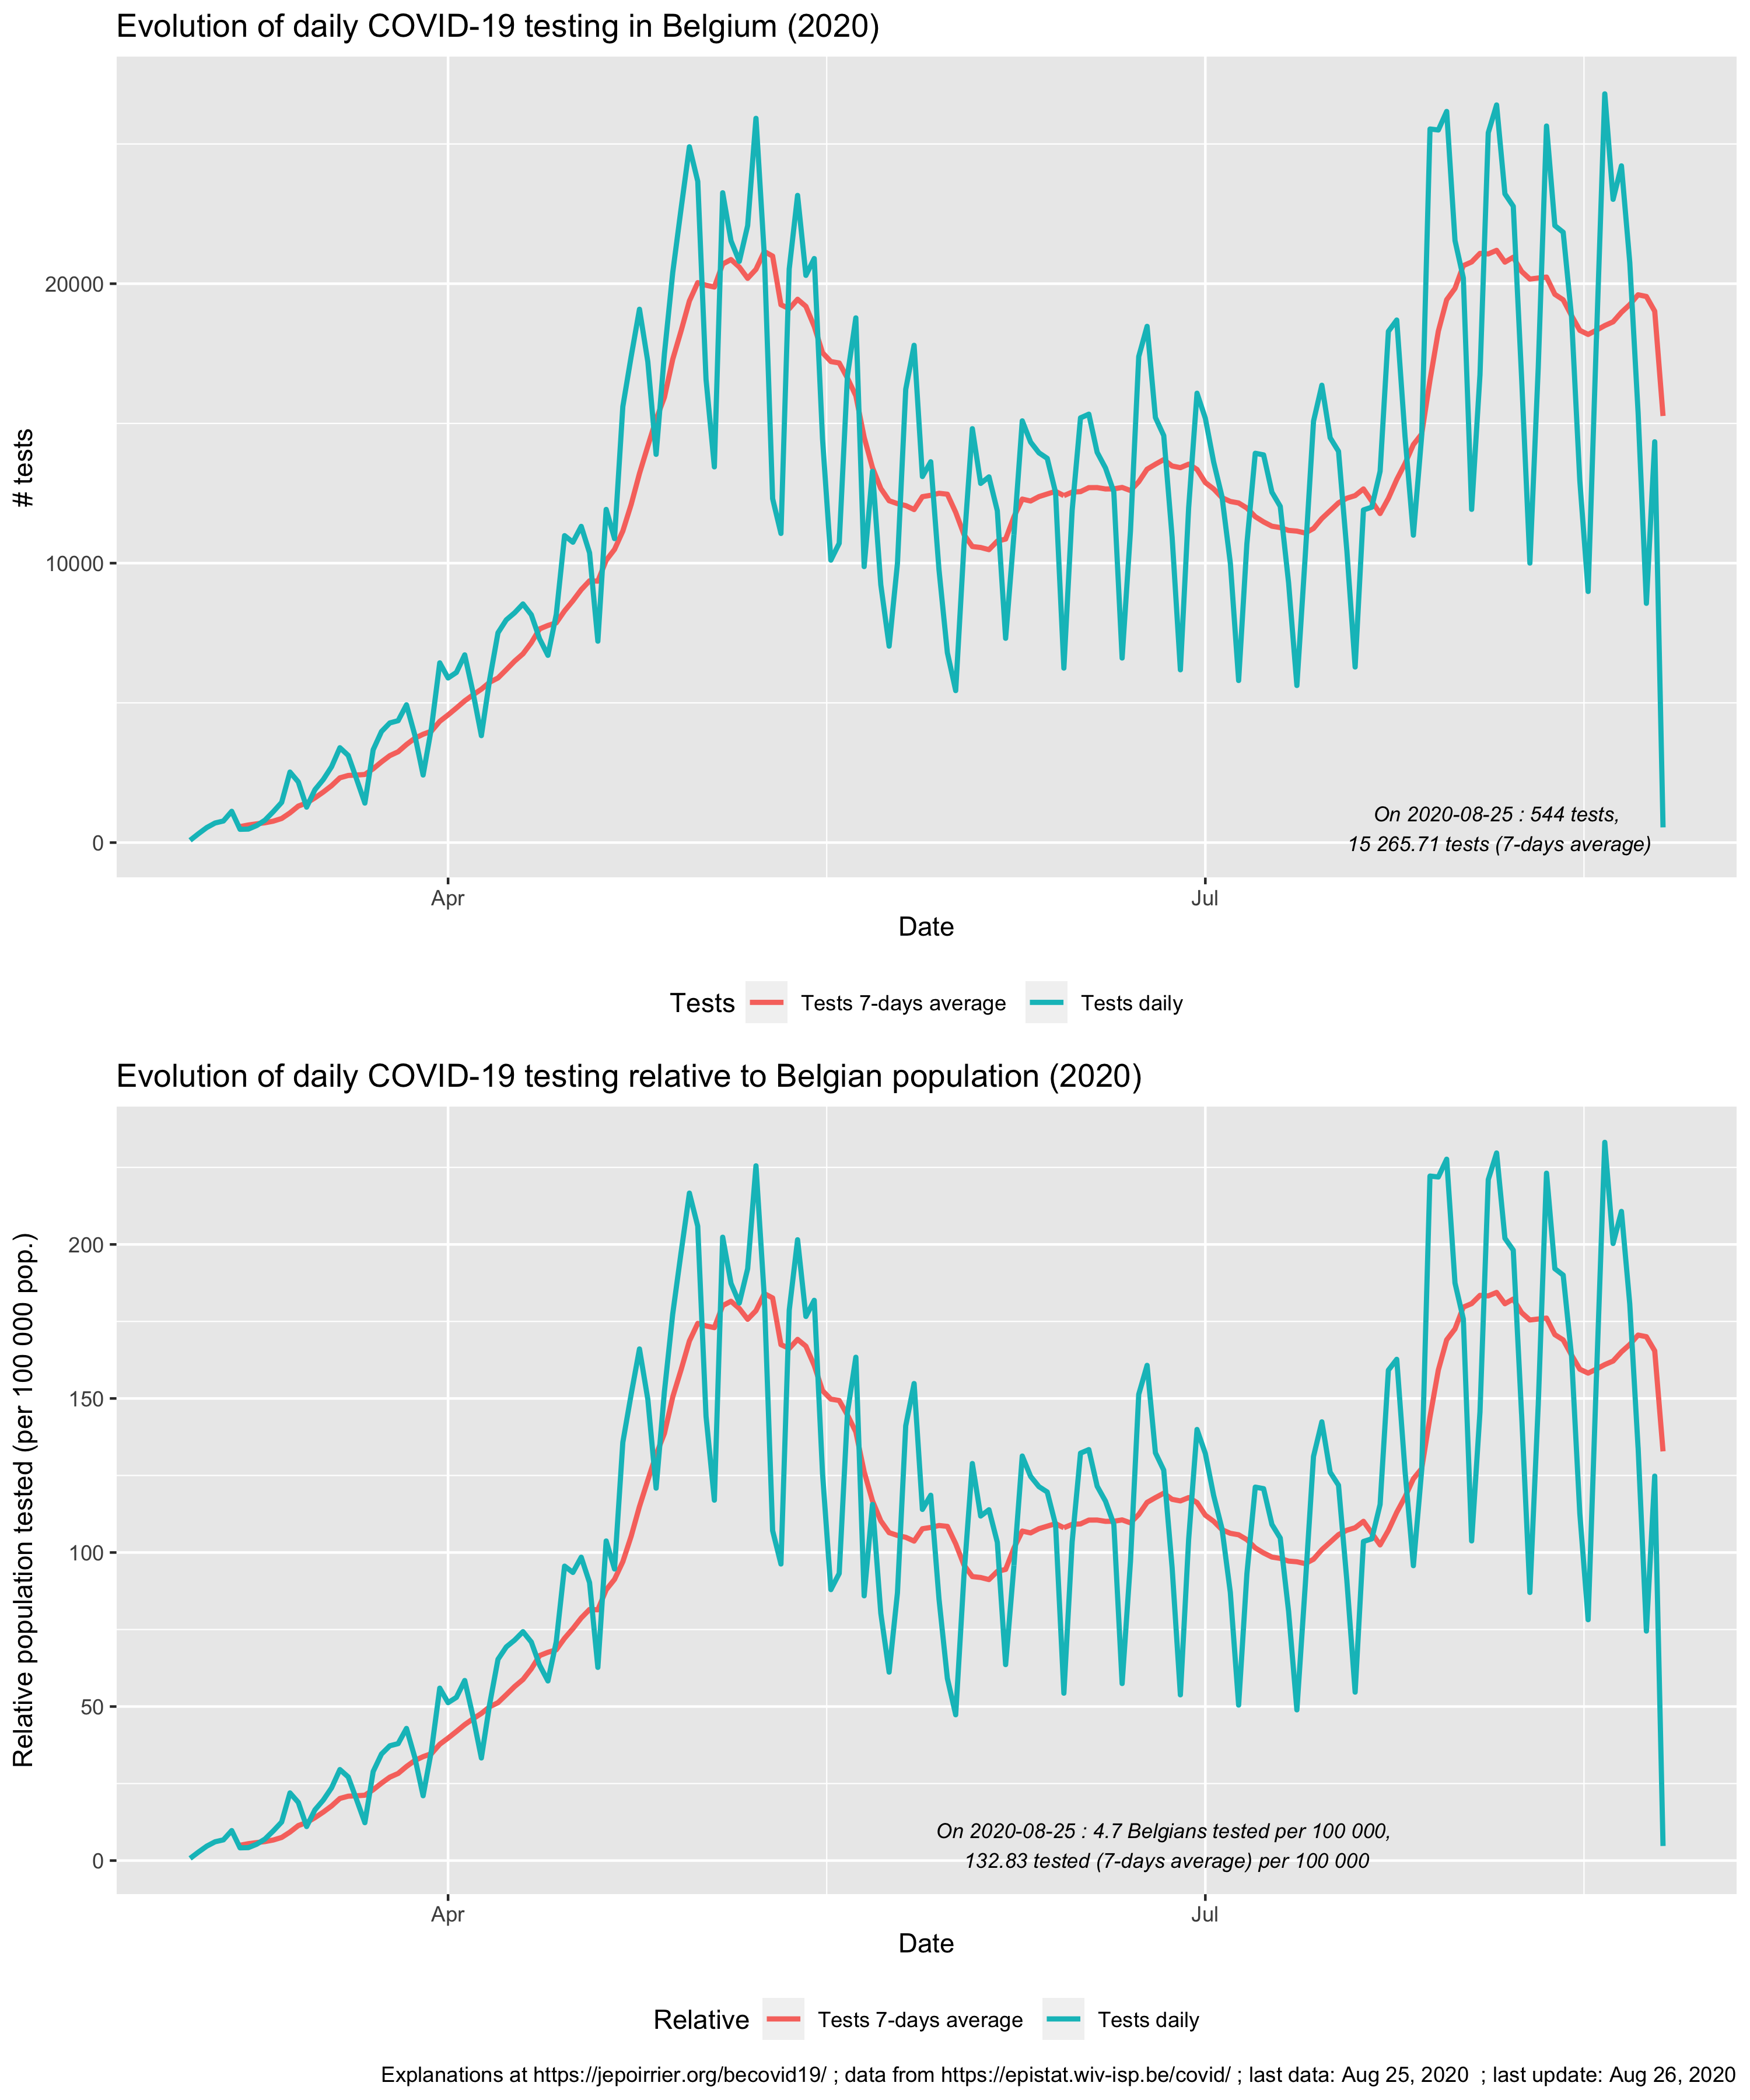 Evolution of daily COVID-19 testing in Belgium (2020)
# tests
20000
10000
0
On 2020-08-25 : 544 tests,
15 265.71 tests (7-days average)
Apr
Jul
Date
Tests
Tests 7-days average
Tests daily
Evolution of daily COVID-19 testing relative to Belgian population (2020)
Relative population tested (per 100 000 pop.)
200
150
100
50
0
On 2020-08-25 : 4.7 Belgians tested per 100 000,
132.83 tested (7-days average) per 100 000
Apr
Jul
Date
Relative
Tests 7-days average
Tests daily
Explanations at https://jepoirrier.org/becovid19/ ; data from https://epistat.wiv-isp.be/covid/ ; last data: Aug 25, 2020  ; last update: Aug 26, 2020